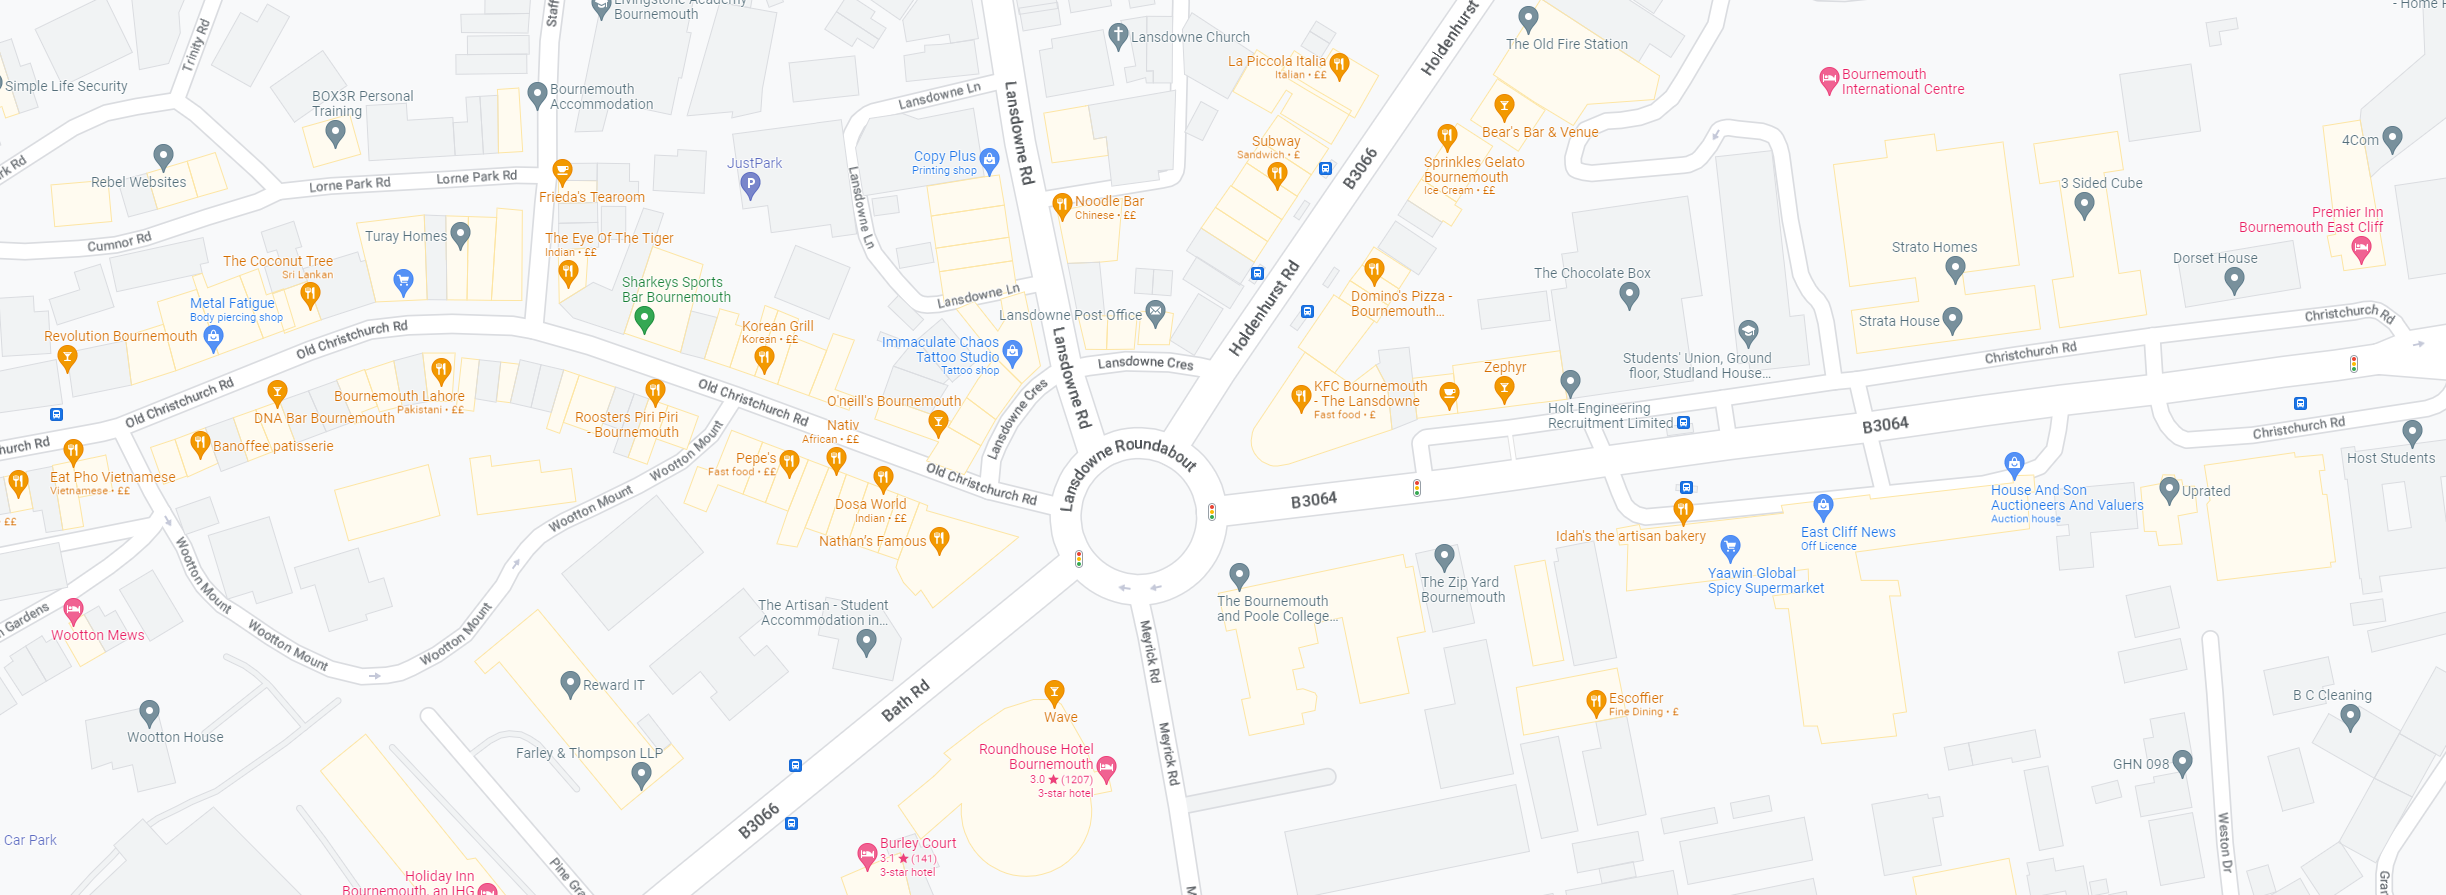 Livingstone Academy
Bournemouth
- Home
Trinity Rd
Staff
Lansdowne Church
Holdenhurst
The Old Fire Station
La Piccola Italia
Italian • ££
Bournemouth
International Centre
Simple Life Security
BOX3R Personal
Training
Bournemouth
Accommodation
Lansdowne Ln
Lansdowne Rd
Bear's Bar & Venue
4Com
Subway
Sandwich • £
B3066
Sprinkles Gelato
Bournemouth
Ice Cream • ££
JustPark
P
Copy Plus
Printing shop
Rebel Websites
rk Rd
Lorne Park Rd
Lorne Park Rd
Frieda's Tearoom
Lansdowne Ln
Noodle Bar
Chinese • ££
3 Sided Cube
Premier Inn
Bournemouth East Cliff
Cumnor Rd
Turay Homes
The Eye Of The Tiger
Indian • ££
Strato Homes
Dorset House
The Coconut Tree
Sri Lankan
Metal Fatigue
Body piercing shop
Sharkeys Sports
Bar Bournemouth
Lansdowne Ln
Lansdowne Post Office
Holdenhurst Rd
Domino's Pizza -
Bournemouth...
The Chocolate Box
Strata House
Christchurch Rd
Revolution Bournemouth
Old Christchurch Rd
Korean Grill
Korean • ££
Immaculate Chaos
Tattoo Studio
Tattoo shop
Lansdowne Rd
Lansdowne Cres
Students' Union, Ground
floor, Studland House...
Christchurch Rd
Zephyr
KFC Bournemouth
- The Lansdowne
Fast food • £
Old Christchurch Rd
Bournemouth Lahore
Pakistani • ££
DNA Bar Bournemouth
Roosters Piri Piri
- Bournemouth
Old Christchurch Rd
O'neill's Bournemouth
Lansdowne Cres
Holt Engineering
Recruitment Limited
B3064
Christchurch Rd
Host Students
hurch Rd
Banoffee patisserie
Wootton Mount
Nativ
African • ££
Pepe's
Fast food • ££
Lansdowne Roundabout
Eat Pho Vietnamese
Vietnamese • ££
££
Wootton Mount
Old Christchurch Rd
B3064
House And Son
Auctioneers And Valuers
Auction house
Uprated
Dosa World
Indian • ££
Nathan's Famous
Idah's the artisan bakery
East Cliff News
Off Licence
Yaawin Global
Spicy Supermarket
Wootton Mount
The Zip Yard
Bournemouth
The Bournemouth
and Poole College...
The Artisan - Student
Accommodation in...
n Gardens
Wootton Mews
Wootton Mount
Wootton Mount
Meyrick Rd
Reward IT
Bath Rd
Wave
Escoffier
Fine Dining • £
B C Cleaning
Wootton House
Farley & Thompson LLP
Roundhouse Hotel
Bournemouth
3.0 ★ (1207)
3-star hotel
Meyrick Rd
GHN 098
B3066
Car Park
Burley Court
3.1 ★ (141)
3-star hotel
Weston Dr
Holiday Inn
Bournemouth, an IHG
Pine Gra
M
Gra